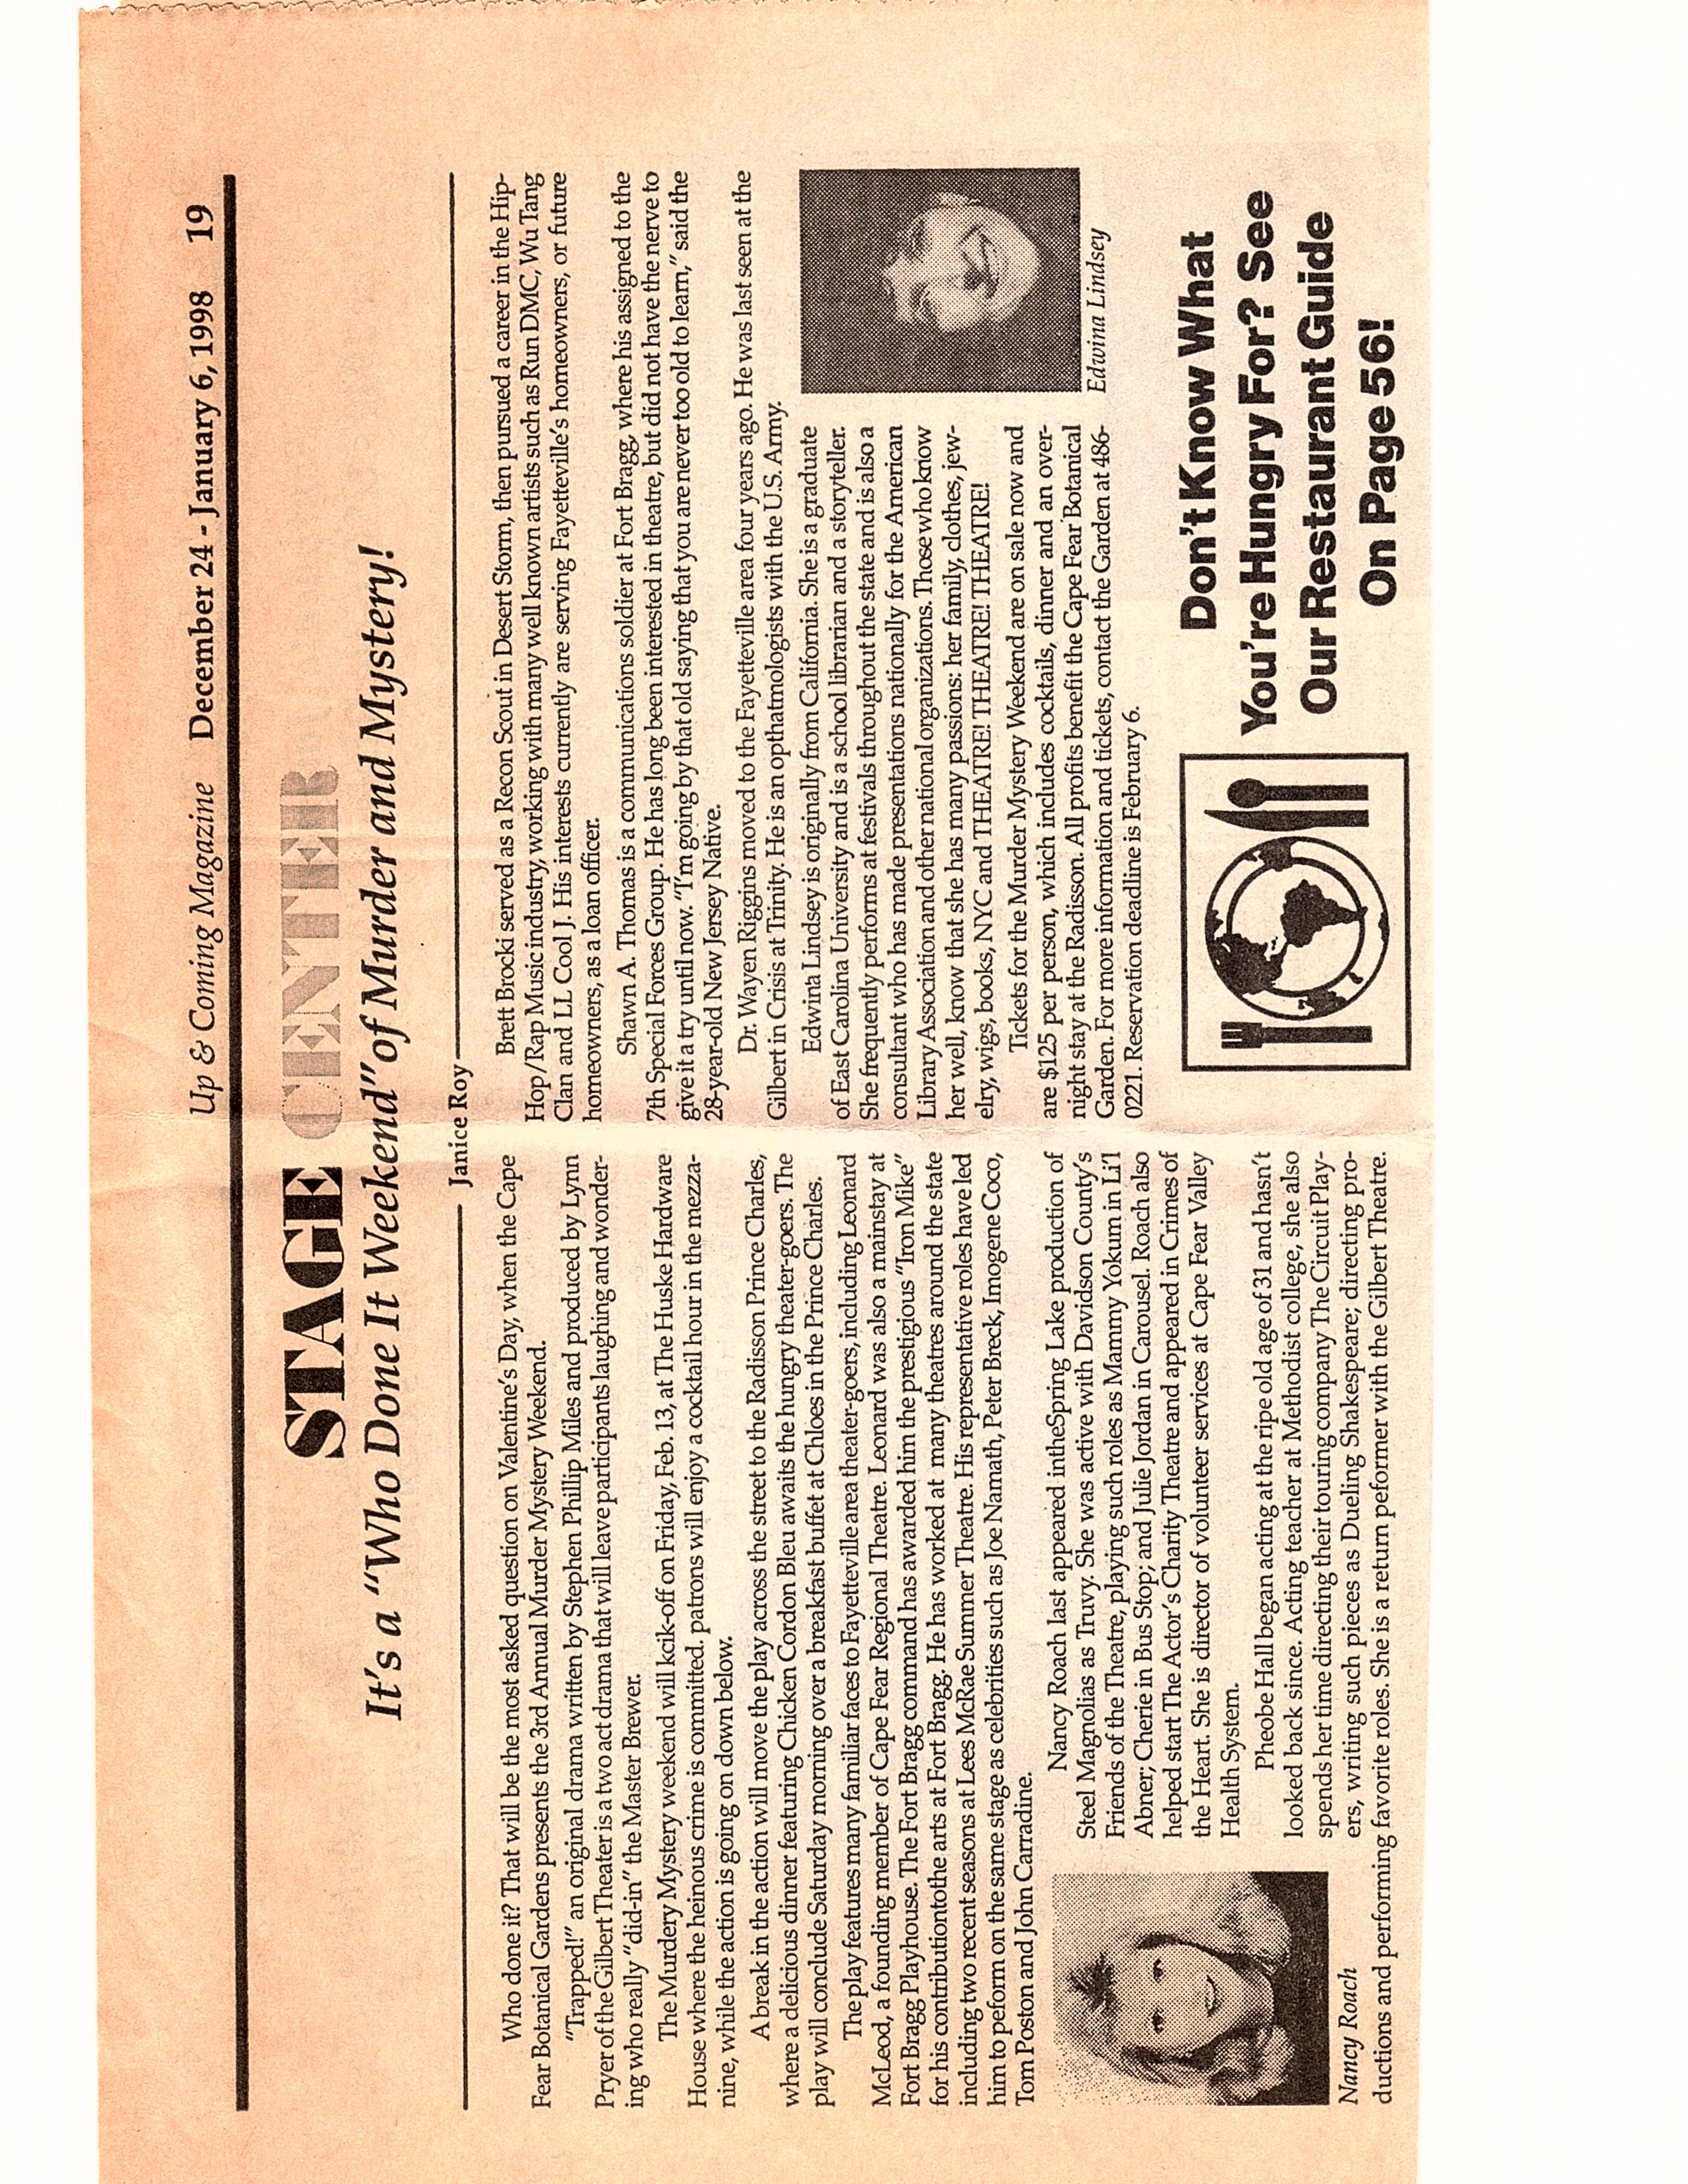 Up & Coming Magazine December 24 - January 6, 1998 19
STAGE CENTER
It's a "Who Done It Weekend" of Murder and Mystery!
Janice Roy
Who done it? That will be the most asked question on Valentine's Day, when the Cape
Fear Botanical Gardens presents the 3rd Annual Murder Mystery Weekend.
"Trapped!" an original drama written by Stephen Phillip Miles and produced by Lynn
Pryer of the Gilbert Theater is a two act drama that will leave participants laughing and wonder-
ing who really "did-in" the Master Brewer.
The Murdery Mystery weekend will kcik-off on Friday, Feb. 13, at The Huske Hardware
House where the heinous crime is committed. patrons will enjoy a cocktail hour in the mezza-
nine, while the action is going on down below.
A break in the action will move the play across the street to the Radisson Prince Charles,
where a delicious dinner featuring Chicken Cordon Bleu awaits the hungry theater-goers. The
play will conclude Saturday morning over a breakfast buffet at Chloes in the Prince Charles.
The play features many familiar faces to Fayetteville area theater-goers, including Leonard
McLeod, a founding member of Cape Fear Regional Theatre. Leonard was also a mainstay at
Fort Bragg Playhouse. The Fort Bragg command has awarded him the prestigious "Iron Mike"
for his contributiontothe arts at Fort Bragg. He has worked at many theatres around the state
including two recent seasons at Lees McRae Summer Theatre. His representative roles have led
him to peform on the same stage as celebrities such as Joe Namath, Peter Breck, Imogene Coco,
Tom Poston and John Carradine.
Nancy Roach last appeared intheSpring Lake production of
Steel Magnolias as Truvy. She was active with Davidson County's
Friends of the Theatre, playing such roles as Mammy Yokum in Li'l
Abner; Cherie in Bus Stop; and Julie Jordan in Carousel. Roach also
helped start The Actor's Charity Theatre and appeared in Crimes of
the Heart. She is director of volunteer services at Cape Fear Valley
Health System.
Pheobe Hall began acting at the ripe old age of 31 and hasn't
looked back since. Acting teacher at Methodist college, she also
spends her time directing their touring company The Circuit Play-
ers, writing such pieces as Dueling Shakespeare; directing pro-
Nancy Roach
ductions and performing favorite roles. She is a return peformer with the Gilbert Theatre.
Brett Brocki served as a Recon Scout in Desert Storm, then pursued a career in the Hip-
Hop/Rap Music industry, working with many well known artists such as Run DMC, Wu Tang
Clan and LL Cool J. His interests currently are serving Fayetteville's homeowners, or future
homeowners, as a loan officer.
Shawn A. Thomas is a communications soldier at Fort Bragg, where his assigned to the
7th Special Forces Group. He has long been interested in theatre, but did not have the nerve to
give it a try until now. "I'm going by that old saying that you are never too old to learn," said the
28-year-old New Jersey Native.
Dr. Wayen Riggins moved to the Fayetteville area four years ago. He was last seen at the
Gilbert in Crisis at Trinity. He is an opthatmologists with the U.S. Army.
Edwina Lindsey is originally from California. She is a graduate
of East Carolina University and is a school librarian and a storyteller.
She frequently performs at festivals throughout the state and is also a
consultant who has made presentations nationally for the American
Library Association and other national organizations. Those who know
her well, know that she has many passions: her family, clothes, jew-
elry, wigs, books, NYC and THEATRE! THEATRE! THEATRE!
Tickets for the Murder Mystery Weekend are on sale now and
are $125 per person, which includes cocktails, dinner and an over-
night stay at the Radisson. All profits benefit the Cape Fear Botanical
Garden. For more information and tickets, contact the Garden at 486-
0221. Reservation deadline is February 6.
Edwina Lindsey
Don't Know What
You're Hungry For? See
Our Restaurant Guide
On Page 56!